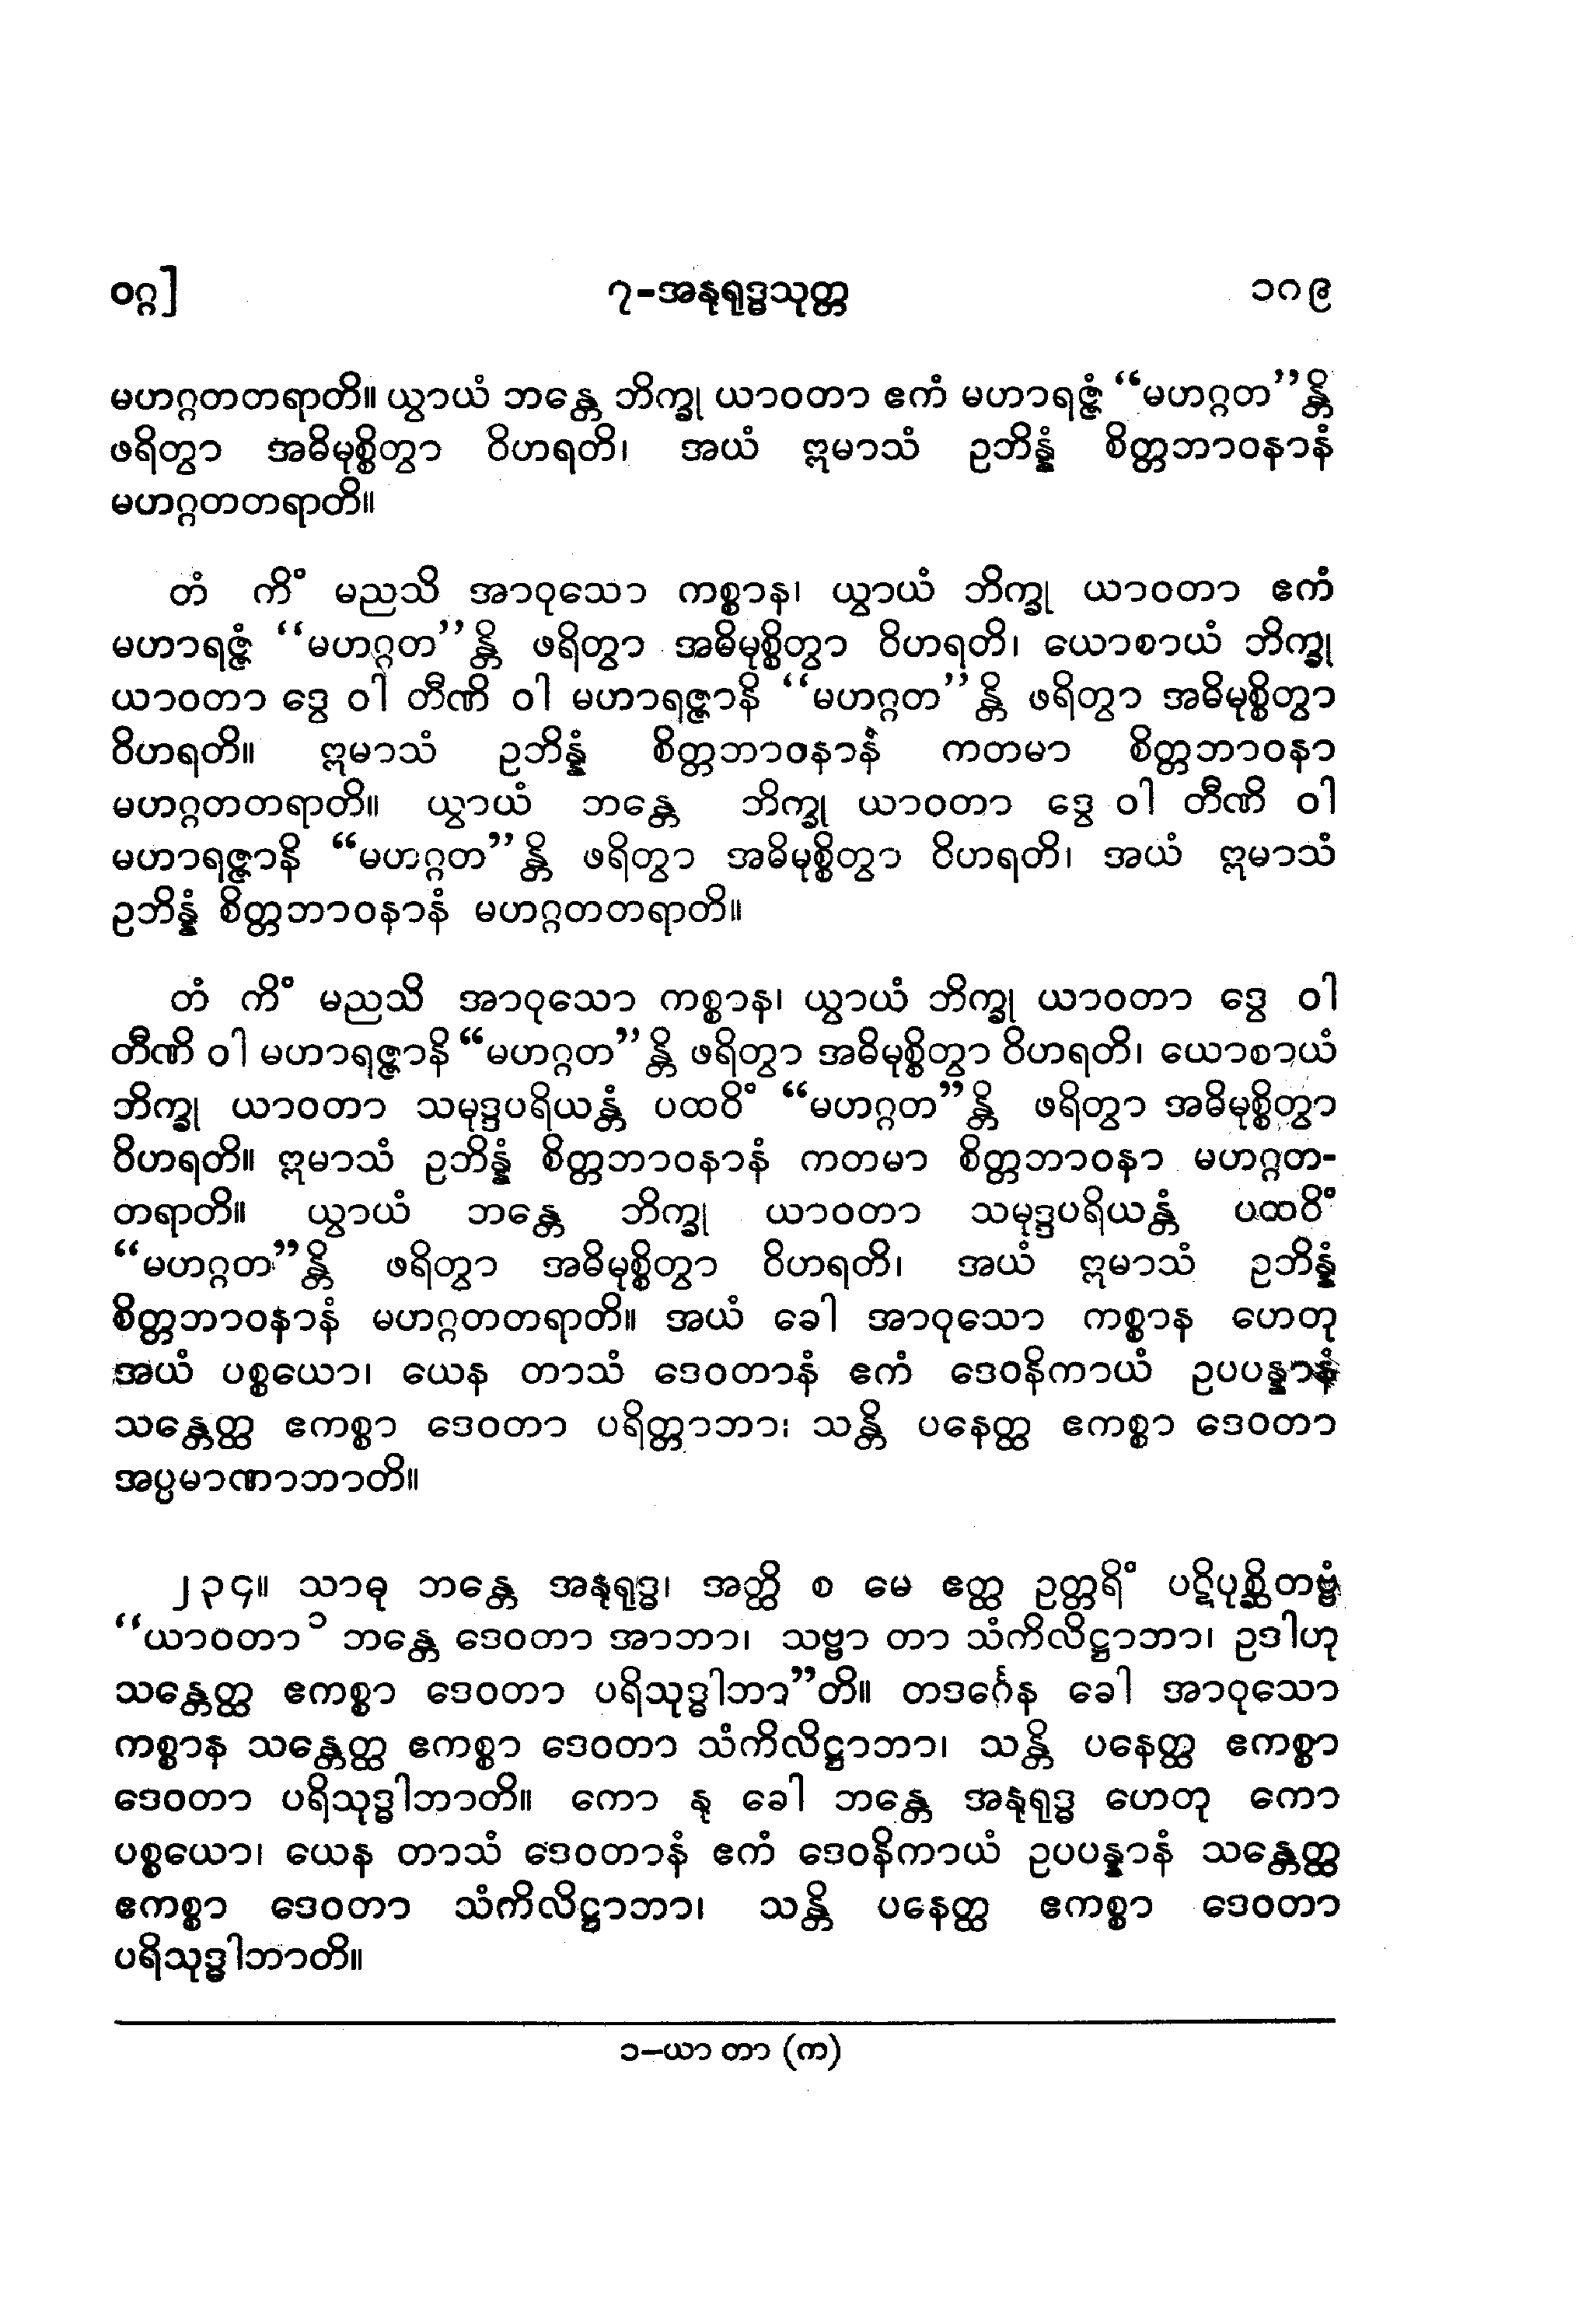 ဝဂ္ဂ] ၇-အနုရုဒ္ဓသုတ္တ ၁၈၉
မဟဂ္ဂတတရာတိ။ ယွာယံ ဘန္တေ ဘိက္ခု ယာဝတာ ဧကံ မဟာရဇ္ဇံ “မဟဂ္ဂတ”န္တိ
ဖရိတွာ အဓိမုစ္စိတွာ ဝိဟရတိ၊ အယံ ဣမာသံ ဥဘိန္နံ စိတ္တဘာဝနာနံ
မဟဂ္ဂတတရာတိ။
တံ ကိံ မညသိ အာဝုသော ကစ္စာန၊ ယွာယံ ဘိက္ခု ယာဝတာ ဧကံ
မဟာရဇ္ဇံ “မဟဂ္ဂတ”န္တိ ဖရိတွာ အဓိမုစ္စိတွာ ဝိဟရတိ၊ ယောစာယံ ဘိက္ခု
ယာဝတာ ဒွေ ဝါ တီဏိ ဝါ မဟာရဇ္ဇာနိ “မဟဂ္ဂတ”န္တိ ဖရိတွာ အဓိမုစ္စိတွာ
ဝိဟရတိ။ ဣမာသံ ဥဘိန္နံ စိတ္တဘာဝနာနံ ကတမာ စိတ္တဘာဝနာ
မဟဂ္ဂတတရာတိ။ ယွာယံ ဘန္တေ ဘိက္ခု ယာဝတာ ဒွေ ဝါ တီဏိ ဝါ
မဟာရဇ္ဇာနိ “မဟဂ္ဂတ”န္တိ ဖရိတွာ အဓိမုစ္စိတွာ ဝိဟရတိ၊ အယံ ဣမာသံ
ဥဘိန္နံ စိတ္တဘာဝနာနံ မဟဂ္ဂတတရာတိ။
တံ ကိံ မညသိ အာဝုသော ကစ္စာန၊ ယွာယံ ဘိက္ခု ယာဝတာ ဒွေ ဝါ
တီဏိ ဝါ မဟာရဇ္ဇာနိ “မဟဂ္ဂတ”န္တိ ဖရိတွာ အဓိမုစ္စိတွာ ဝိဟရတိ၊ ယောစာယံ
ဘိက္ခု ယာဝတာ သမုဒ္ဒပရိယန္တံ ပထဝိံ “မဟဂ္ဂတ”န္တိ ဖရိတွာ အဓိမုစ္စိတွာ
ဝိဟရတိ။ ဣမာသံ ဥဘိန္နံ စိတ္တဘာဝနာနံ ကတမာ စိတ္တဘာဝနာ မဟဂ္ဂတ-
တရာတိ။ ယွာယံ ဘန္တေ ဘိက္ခု ယာဝတာ သမုဒ္ဒပရိယန္တံ ပထဝိံ
“မဟဂ္ဂတ”န္တိ ဖရိတွာ အဓိမုစ္စိတွာ ဝိဟရတိ၊ အယံ ဣမာသံ ဥဘိန္နံ
စိတ္တဘာဝနာနံ မဟဂ္ဂတတရာတိ။ အယံ ခေါ အာဝုသော ကစ္စာန ဟေတု
အယံ ပစ္စယော၊ ယေန တာသံ ဒေဝတာနံ ဧကံ ဒေဝနိကာယံ ဥပပန္နာနံ
သန္တေတ္ထ ဧကစ္စာ ဒေဝတာ ပရိတ္တာဘာ၊ သန္တိ ပနေတ္ထ ဧကစ္စာ ဒေဝတာ
အပ္ပမာဏာဘာတိ။
၂၃၄။ သာဓု ဘန္တေ အနုရုဒ္ဓ၊ အတ္ထိ စ မေ ဧတ္ထ ဥတ္တရိံ ပဋိပုစ္ဆိတဗ္ဗံ
“ယာဝတာ၁ ဘန္တေ ဒေဝတာ အာဘာ၊ သဗ္ဗာ တာ သံကိလိဋ္ဌာဘာ၊ ဥဒါဟု
သန္တေတ္ထ ဧကစ္စာ ဒေဝတာ ပရိသုဒ္ဓါဘာ”တိ။ တဒင်္ဂေန ခေါ အာဝုသော
ကစ္စာန သန္တေတ္ထ ဧကစ္စာ ဒေဝတာ သံကိလိဋ္ဌာဘာ၊ သန္တိ ပနေတ္ထ ဧကစ္စာ
ဒေဝတာ ပရိသုဒ္ဓါဘာတိ။ ကော နု ခေါ ဘန္တေ အနုရုဒ္ဓ ဟေတု ကော
ပစ္စယော၊ ယေန တာသံ ဒေဝတာနံ ဧကံ ဒေဝနိကာယံ ဥပပန္နာနံ သန္တေတ္ထ
ဧကစ္စာ ဒေဝတာ သံကိလိဋ္ဌာဘာ၊ သန္တိ ပနေတ္ထ ဧကစ္စာ ဒေဝတာ
ပရိသုဒ္ဓါဘာတိ။
၁-ယာ တာ (က)